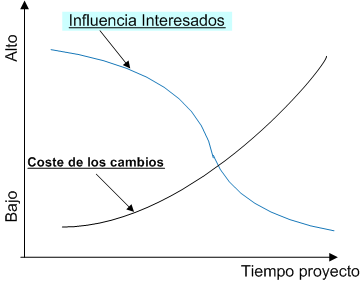 Influencia Interesados
Alto
Coste de los cambios
Bajo
Tiempo proyecto